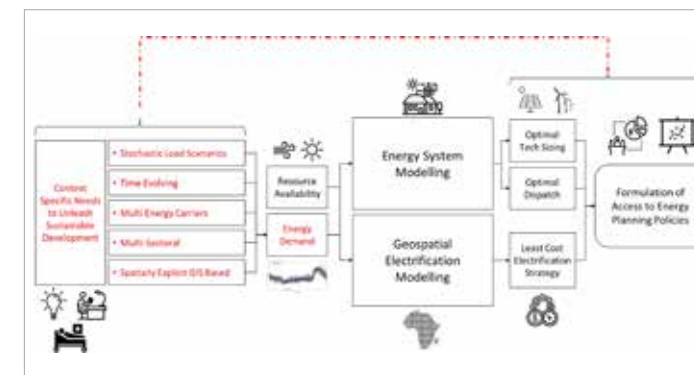 Context
Specific Needs
to Unleash
Sustainable
Development
• Stochastic Load Scenarios
• Time Evolving
• Multi Energy Carriers
• Multi-Sectoral
• Spatially Explicit GIS Based
Resource
Availability
Energy
Demand
Energy System
Modelling
Geospatial
Electrification
Modelling
Optimal
Tech Sizing
Optimal
Dispatch
Least Cost
Electrification
Strategy
Formulation of
Access to Energy
Planning Policies